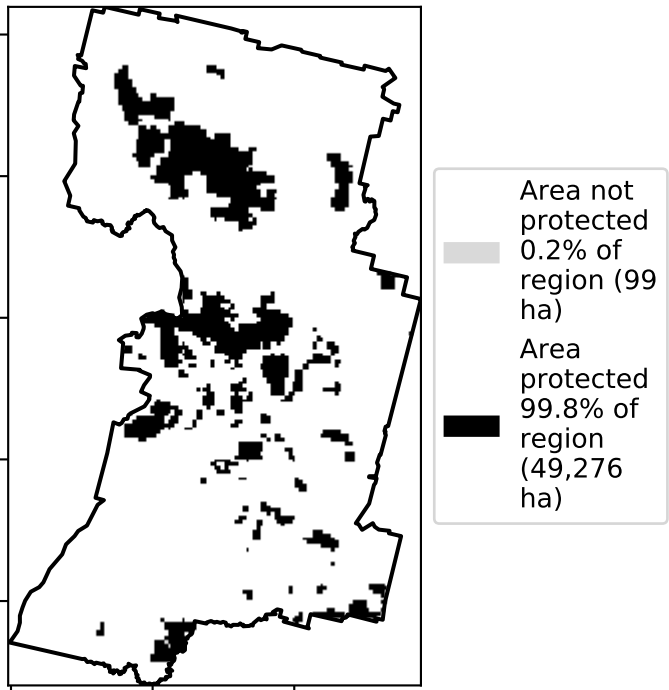 Area not
protected
0.2% of
region (99
ha)
Area
protected
99.8% of
region
(49,276
ha)